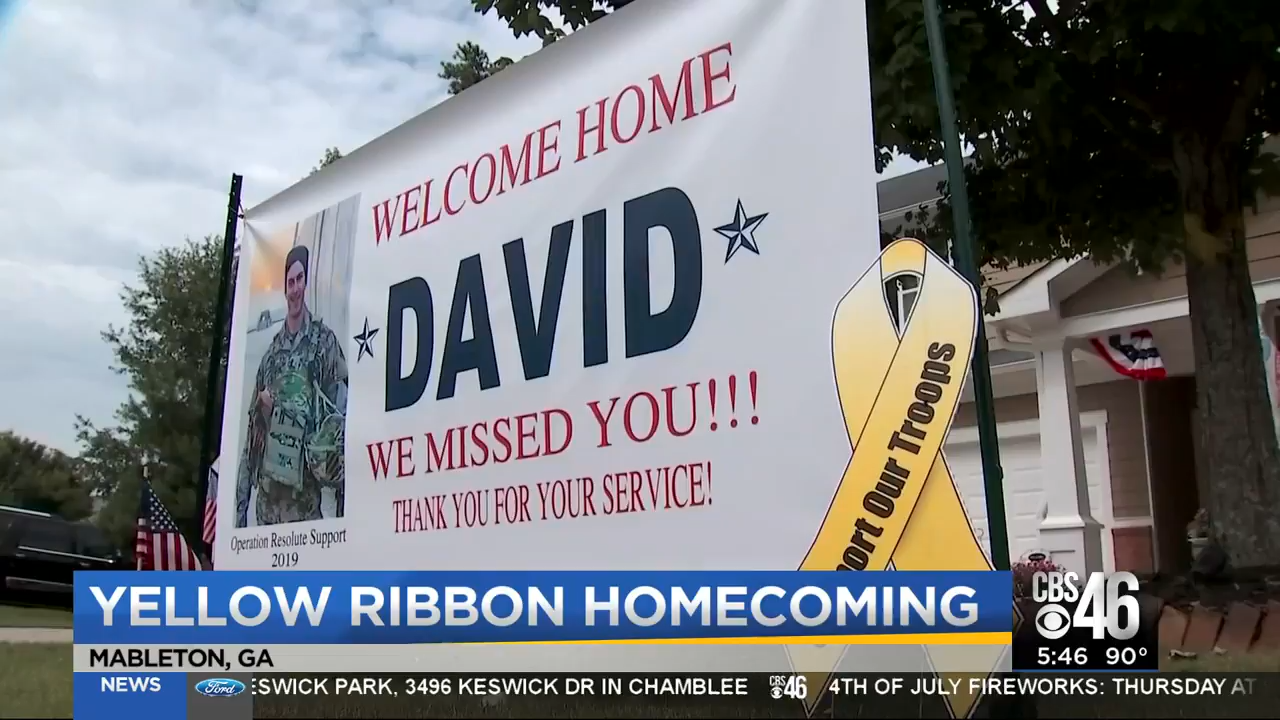 WELCOME HOME
DAVID
WE MISSED YOU!!!
THANK YOU FOR YOUR SERVICE!
Operation Resolute Support
2019
Our Troops
YELLOW RIBBON HOMECOMING
MABLETON, GA
CBS 46
5:46 90°
NEWS Ford PARK, 3496 KESWICK DR IN CHAMBLEE CBS 46 4TH OF JULY FIREWORKS: THURSDAY AT